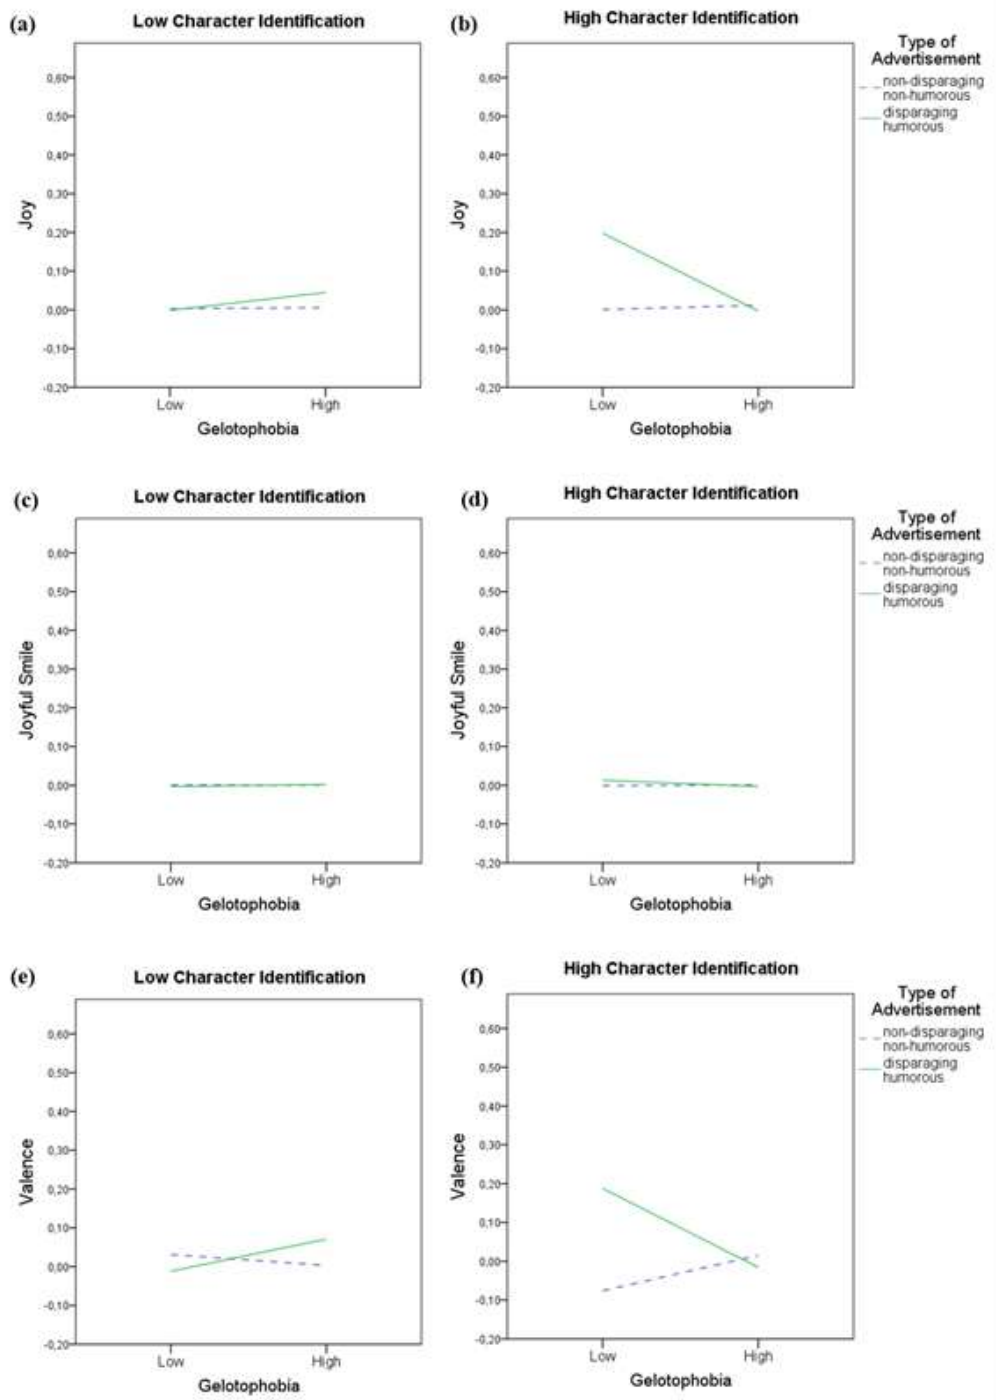 (a)
Low Character Identification
0,60
0,50
0,40
0,30
0,20
0,10
0,00
-0,10
-0,20
Joy
Low
High
Gelotophobia
(b)
High Character Identification
0,60
0,50
0,40
0,30
0,20
0,10
0,00
-0,10
-0,20
Joy
Low
High
Gelotophobia
Type of
Advertisement
non-disparaging
non-humorous
disparaging
humorous
(c)
Low Character Identification
0,60
0,50
0,40
0,30
0,20
0,10
0,00
-0,10
-0,20
Joyful Smile
Low
High
Gelotophobia
(d)
High Character Identification
0,60
0,50
0,40
0,30
0,20
0,10
0,00
-0,10
-0,20
Joyful Smile
Low
High
Gelotophobia
Type of
Advertisement
non-disparaging
non-humorous
disparaging
humorous
(e)
Low Character Identification
0,60
0,50
0,40
0,30
0,20
0,10
0,00
-0,10
-0,20
Valence
Low
High
Gelotophobia
(f)
High Character Identification
0,60
0,50
0,40
0,30
0,20
0,10
0,00
-0,10
-0,20
Valence
Low
High
Gelotophobia
Type of
Advertisement
non-disparaging
non-humorous
disparaging
humorous